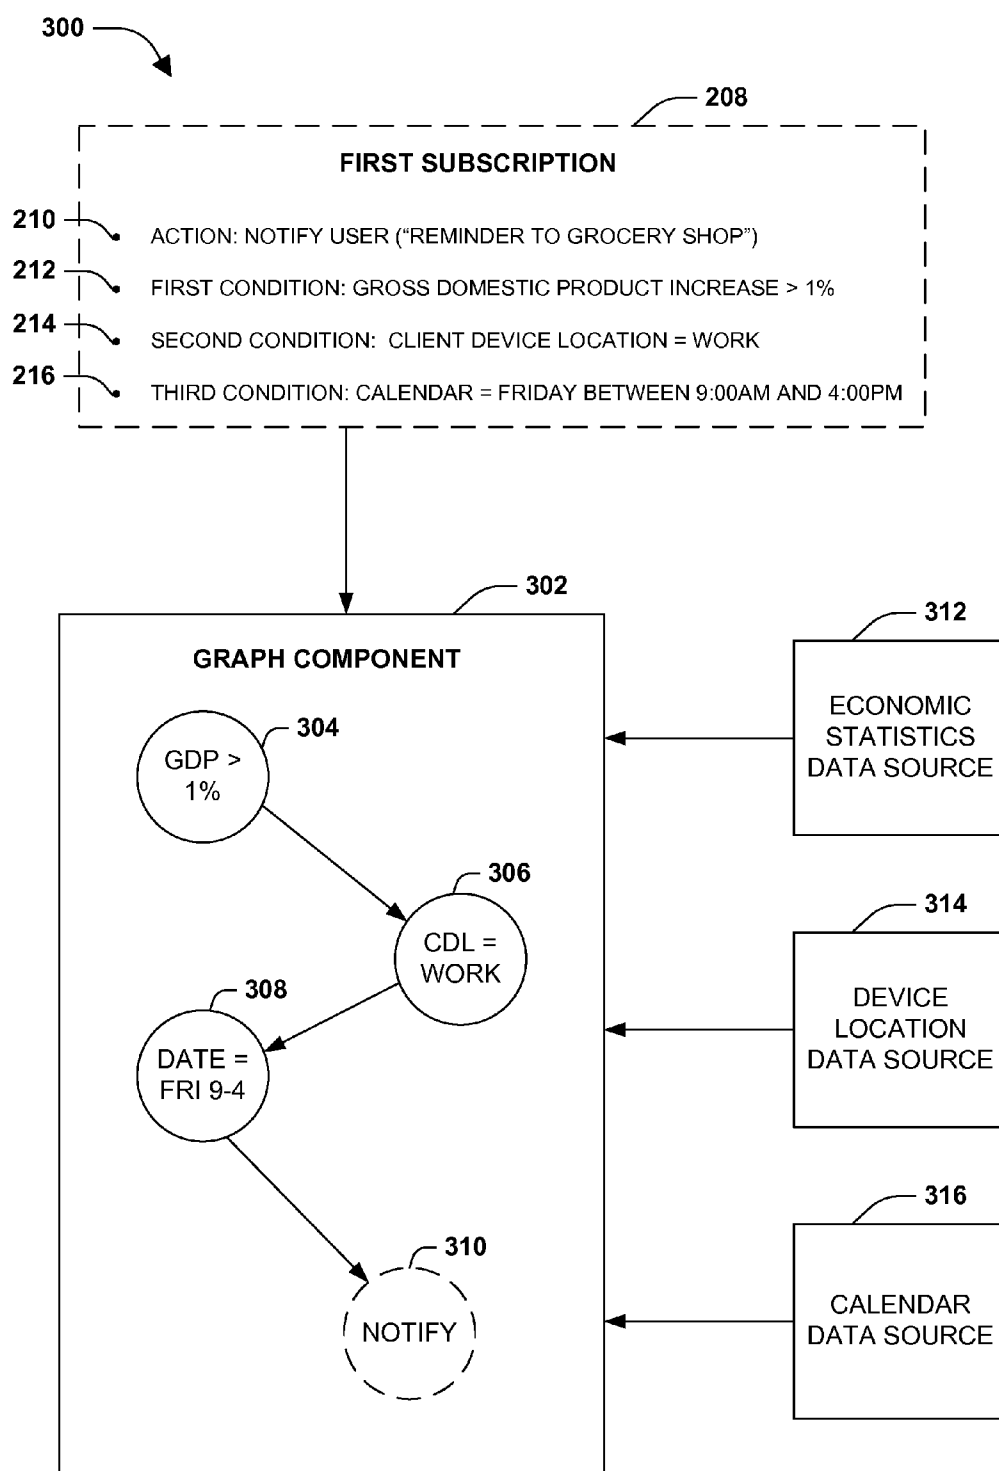 300
208
FIRST SUBSCRIPTION
210
ACTION: NOTIFY USER (“REMINDER TO GROCERY SHOP”)
212
FIRST CONDITION: GROSS DOMESTIC PRODUCT INCREASE > 1%
214
SECOND CONDITION: CLIENT DEVICE LOCATION = WORK
216
THIRD CONDITION: CALENDAR = FRIDAY BETWEEN 9:00AM AND 4:00PM
302
GRAPH COMPONENT
304
GDP >
1%
306
CDL =
WORK
308
DATE =
FRI 9-4
310
NOTIFY
312
ECONOMIC
STATISTICS
DATA SOURCE
314
DEVICE
LOCATION
DATA SOURCE
316
CALENDAR
DATA SOURCE